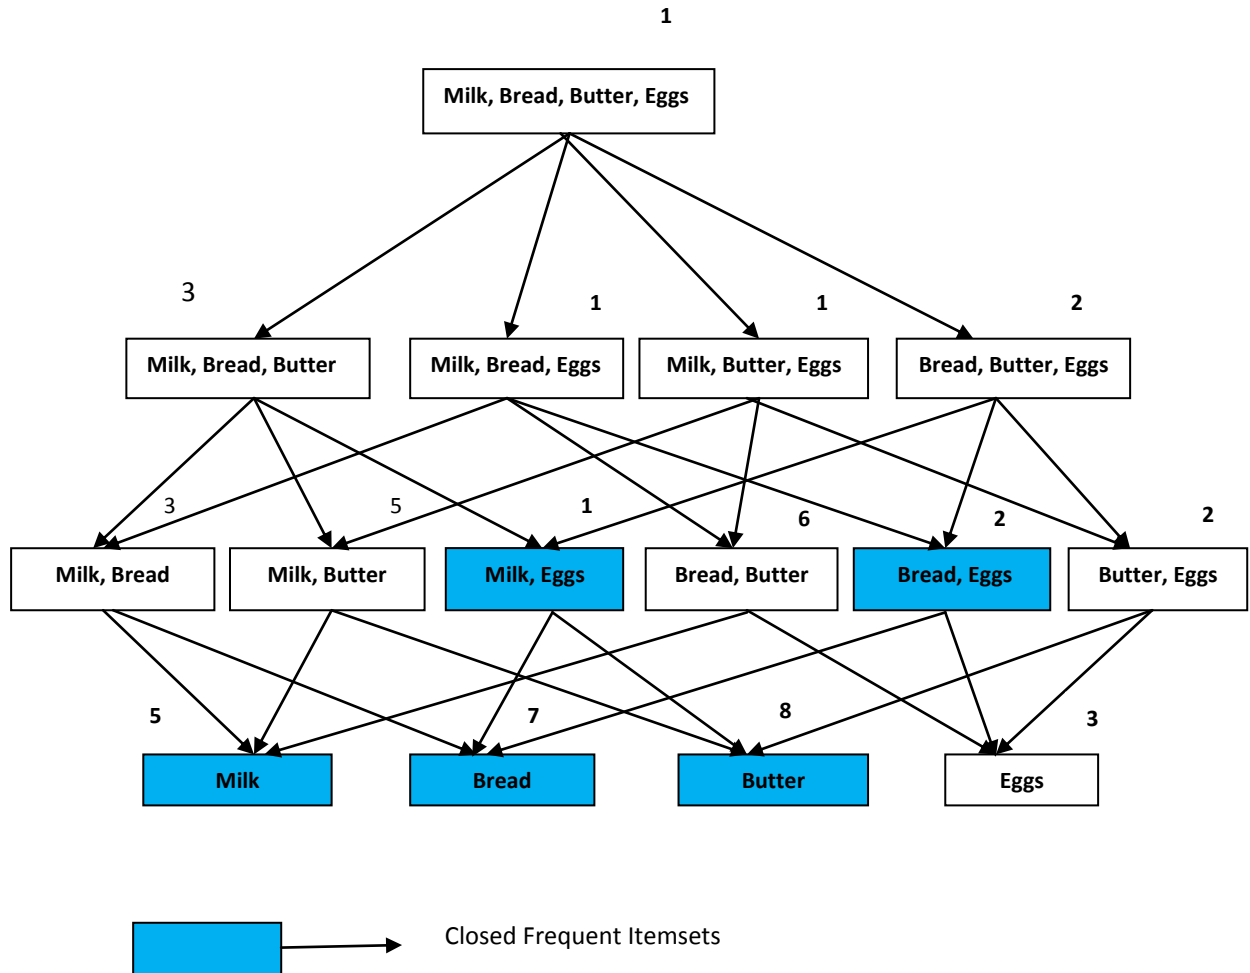 1
Milk, Bread, Butter, Eggs
3
1
1
2
Milk, Bread, Butter
Milk, Bread, Eggs
Milk, Butter, Eggs
Bread, Butter, Eggs
3
5
1
6
2
2
Milk, Bread
Milk, Butter
Milk, Eggs
Bread, Butter
Bread, Eggs
Butter, Eggs
5
7
8
3
Milk
Bread
Butter
Eggs
Closed Frequent Itemsets